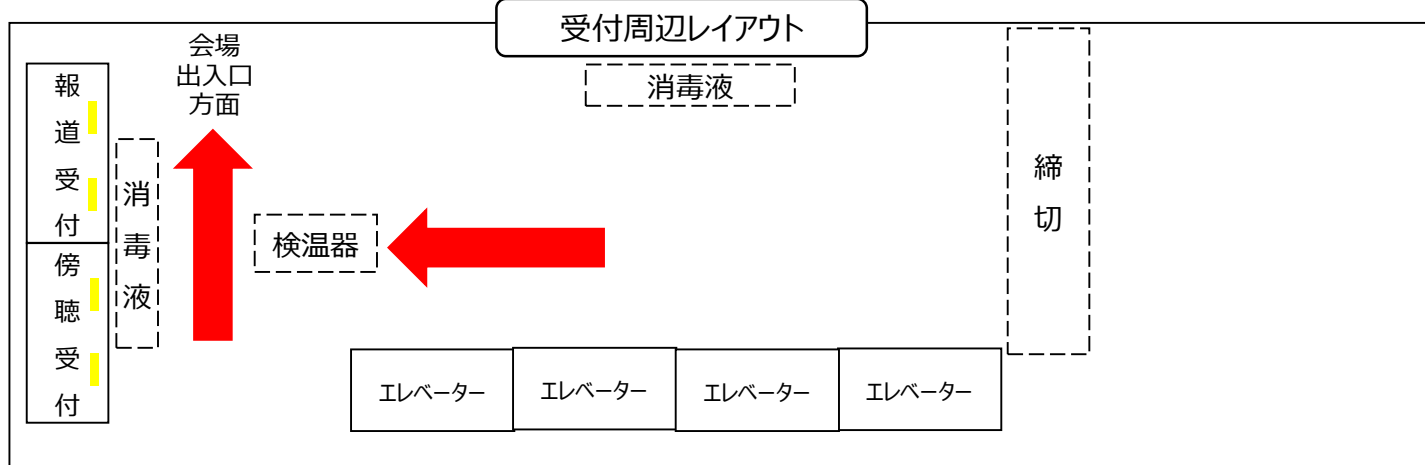 受付周辺レイアウト
会場
出入口
方面
消毒液
報道受付
消毒液
検温器
締切
傍聴受付
エレベーター
エレベーター
エレベーター
エレベーター